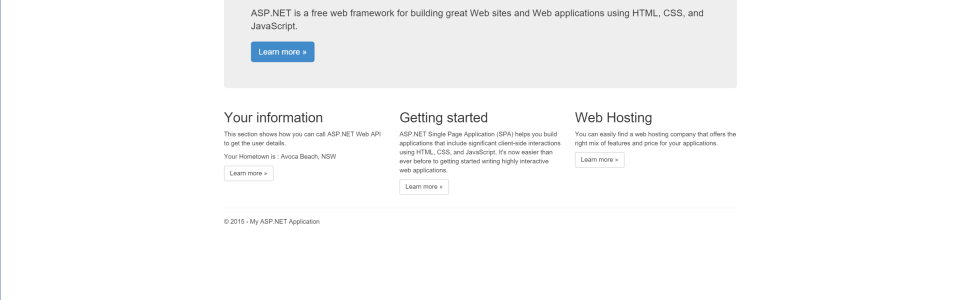 ASP.NET is a free web framework for building great Web sites and Web applications using HTML, CSS, and
JavaScript.
Learn more »
Your information
This section shows how you can call ASP.NET Web API
to get the user details.
Your Hometown is : Avoca Beach, NSW
Learn more »
Getting started
ASP.NET Single Page Application (SPA) helps you build
applications that include significant client-side interactions
using HTML, CSS, and JavaScript. It's now easier than
ever before to getting started writing highly interactive
web applications.
Learn more »
Web Hosting
You can easily find a web hosting company that offers the
right mix of features and price for your applications.
Learn more »
© 2015 - My ASP.NET Application